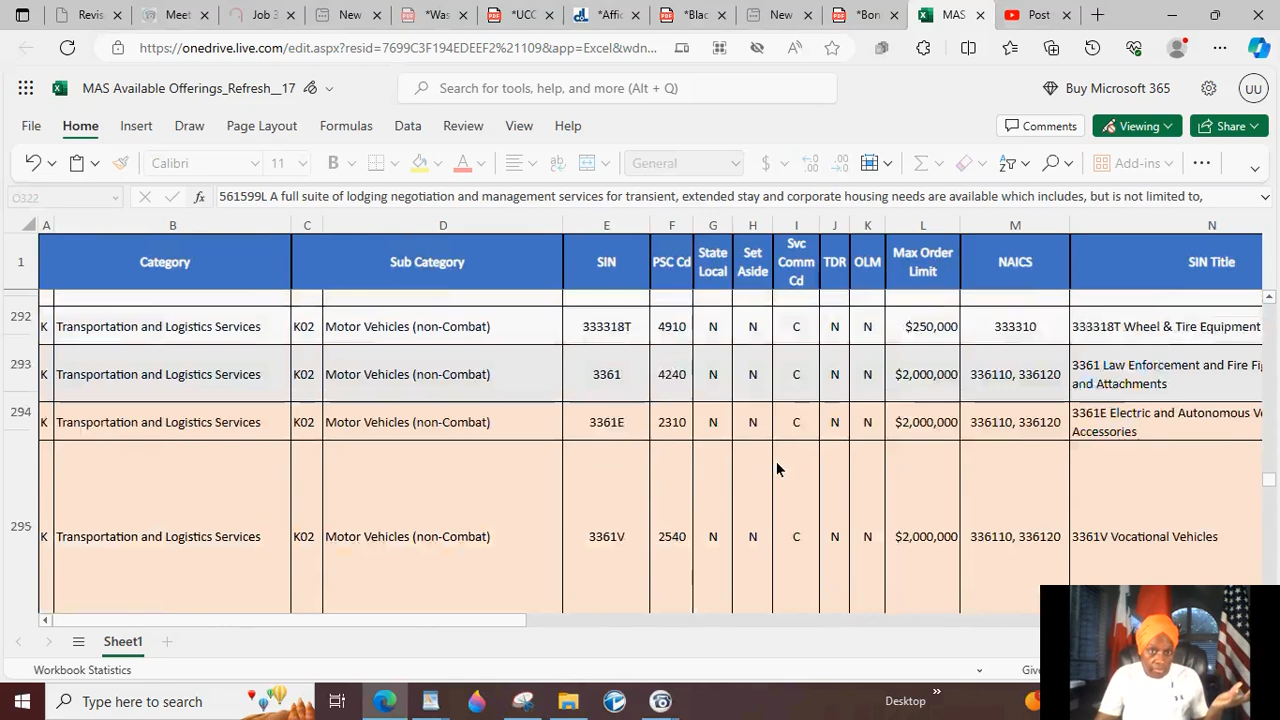 Revis
Meet
Job 3
New
*Was
*UCC
*Affic
*Blac
New
*Bon
MAS
Post
https://onedrive.live.com/edit.aspx?resid=7699C3F194EDEEF2%21109&app=Excel&wdn...
MAS Available Offerings_Refresh__17
Search for tools, help, and more (Alt + Q)
Buy Microsoft 365
UU
File Home Insert Draw Page Layout Formulas Data Review View Help
Comments Viewing Share
Calibri 11 B A General $ Add-ins
O322 fx 561599L A full suite of lodging negotiation and management services for transient, extended stay and corporate housing needs are available which includes, but is not limited to,
A B C D E F G H I J K L M N
1 Category Sub Category SIN PSC Cd State Local Set Aside Svc Comm Cd TDR OLM Max Order Limit NAICS SIN Title
292 K Transportation and Logistics Services K02 Motor Vehicles (non-Combat) 333318T 4910 N N C N N $250,000 333310 333318T Wheel & Tire Equipment
293 K Transportation and Logistics Services K02 Motor Vehicles (non-Combat) 3361 4240 N N C N N $2,000,000 336110, 336120 3361 Law Enforcement and Fire Fi
and Attachments
294 K Transportation and Logistics Services K02 Motor Vehicles (non-Combat) 3361E 2310 N N C N N $2,000,000 336110, 336120 3361E Electric and Autonomous Ve
Accessories
295 K Transportation and Logistics Services K02 Motor Vehicles (non-Combat) 3361V 2540 N N C N N $2,000,000 336110, 336120 3361V Vocational Vehicles
Sheet1
Workbook Statistics
Give
Type here to search
Desktop